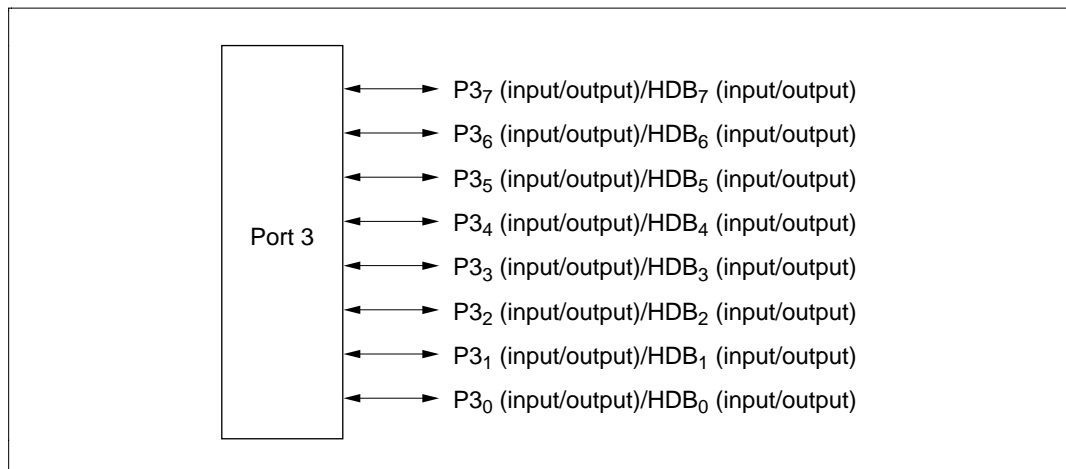 P3₇ (input/output)/HDB₇ (input/output)
P3₆ (input/output)/HDB₆ (input/output)
P3₅ (input/output)/HDB₅ (input/output)
P3₄ (input/output)/HDB₄ (input/output)
Port 3
P3₃ (input/output)/HDB₃ (input/output)
P3₂ (input/output)/HDB₂ (input/output)
P3₁ (input/output)/HDB₁ (input/output)
P3₀ (input/output)/HDB₀ (input/output)